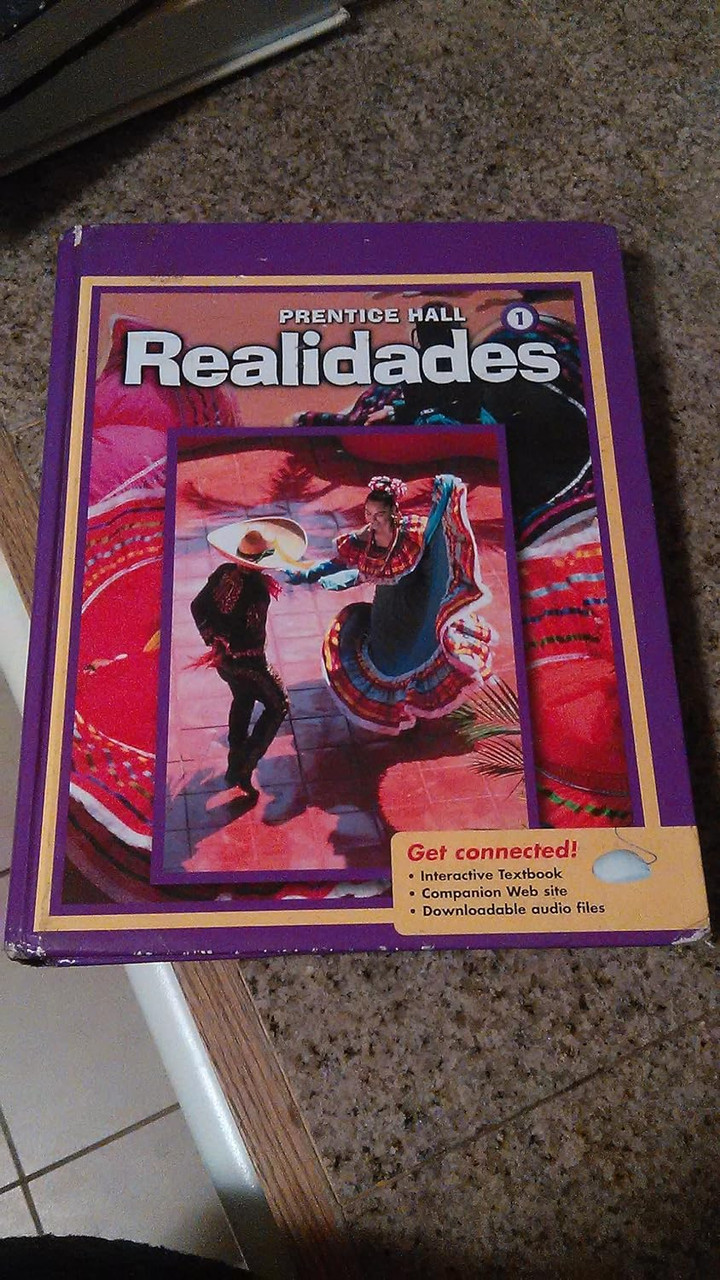 PRENTICE HALL 1
Realidades
Get connected!
• Interactive Textbook
• Companion Web site
• Downloadable audio files